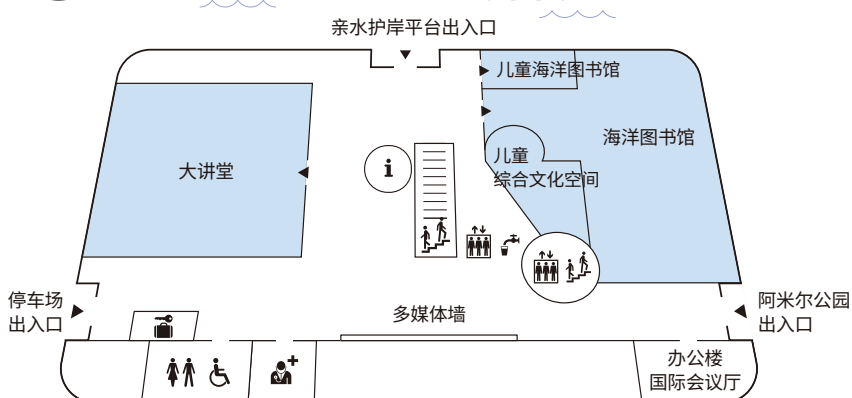 亲水护岸平台出入口
儿童海洋图书馆
海洋图书馆
儿童
综合文化空间
大讲堂
i
停车场
出入口
多媒体墙
阿米尔公园
出入口
办公楼
国际会议厅